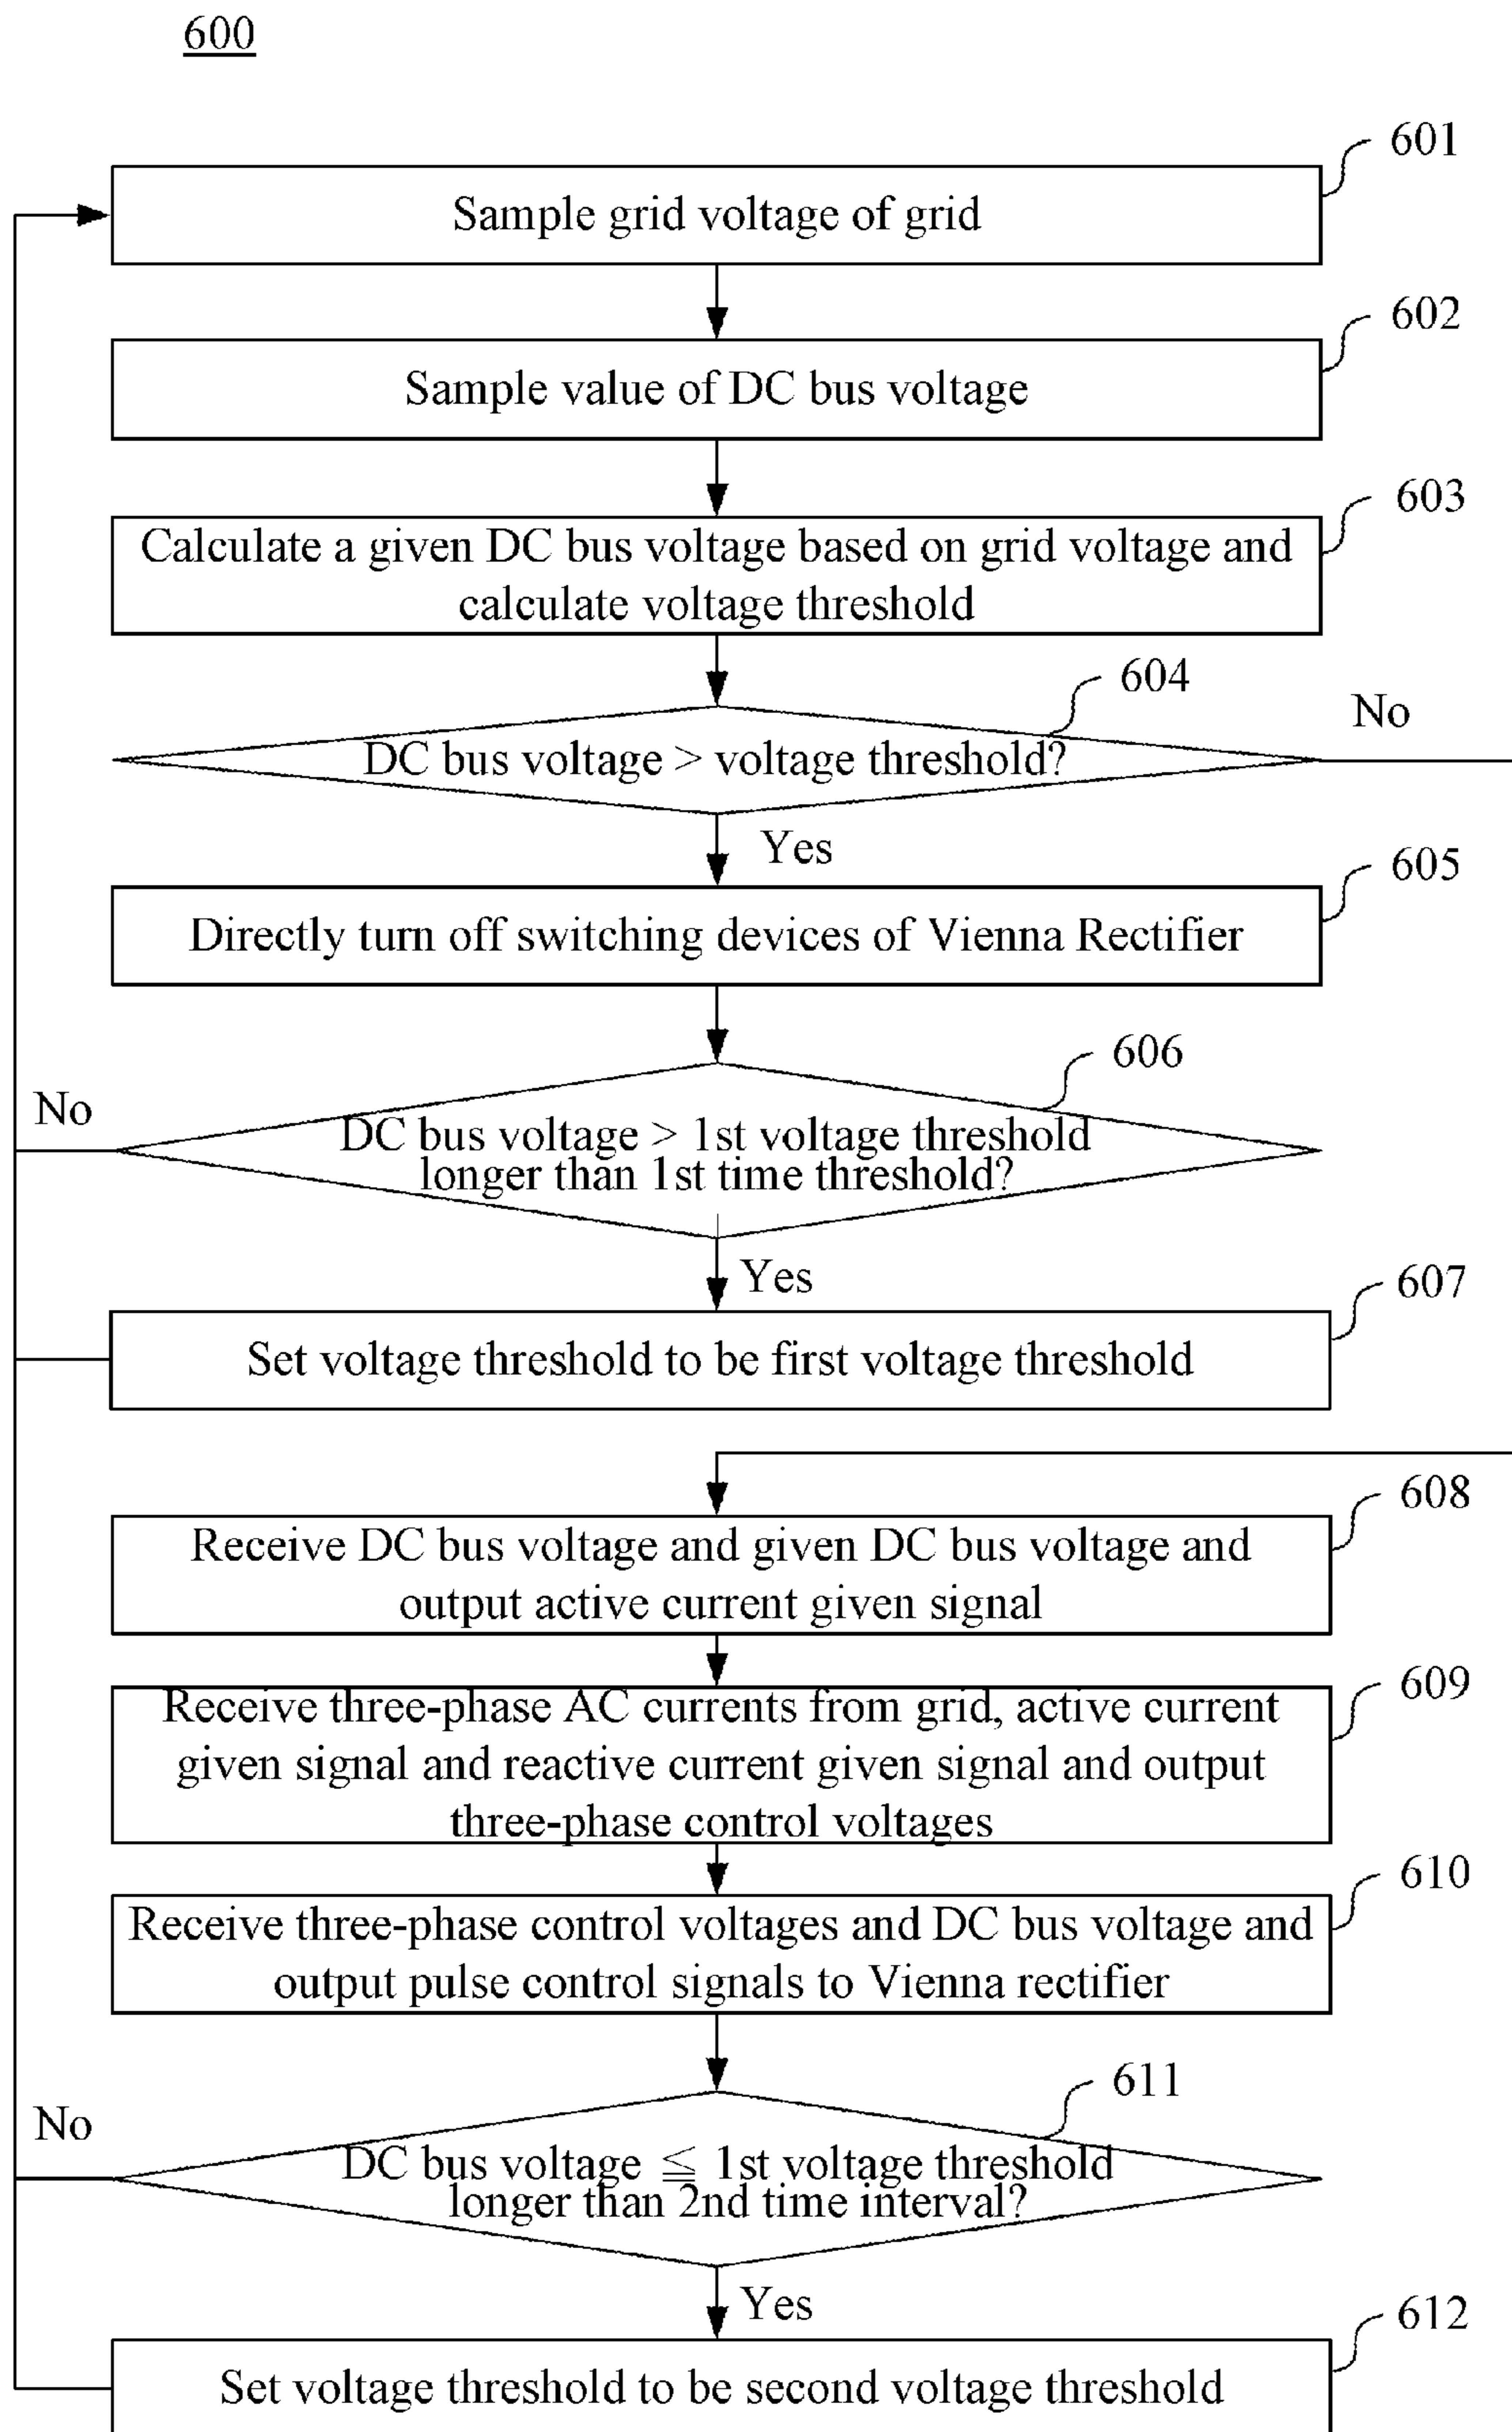 600
601
Sample grid voltage of grid
602
Sample value of DC bus voltage
603
Calculate a given DC bus voltage based on grid voltage and
calculate voltage threshold
604
No
DC bus voltage > voltage threshold?
Yes
605
Directly turn off switching devices of Vienna Rectifier
606
No
DC bus voltage > 1st voltage threshold
longer than 1st time threshold?
Yes
607
Set voltage threshold to be first voltage threshold
608
Receive DC bus voltage and given DC bus voltage and
output active current given signal
609
Receive three-phase AC currents from grid, active current
given signal and reactive current given signal and output
three-phase control voltages
610
Receive three-phase control voltages and DC bus voltage and
output pulse control signals to Vienna rectifier
611
No
DC bus voltage ≦ 1st voltage threshold
longer than 2nd time interval?
Yes
612
Set voltage threshold to be second voltage threshold